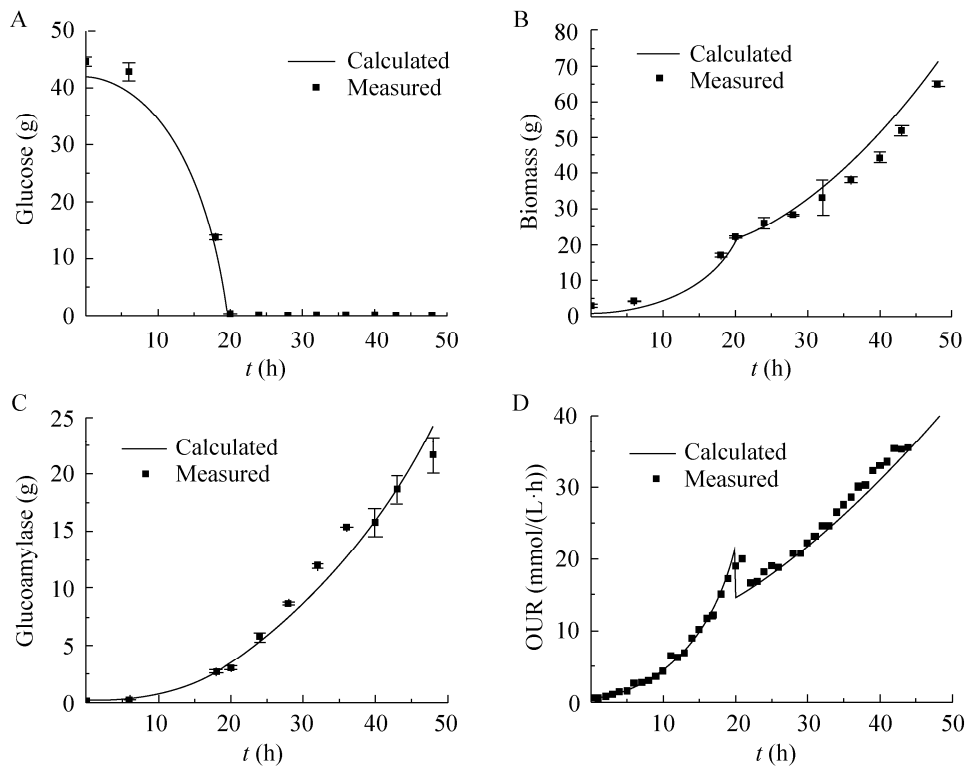 A
Glucose (g)
50
40
30
20
10
0
Calculated
Measured
10 20 30 40 50
t (h)
B
Biomass (g)
80
70
60
50
40
30
20
10
0
Calculated
Measured
10 20 30 40 50
t (h)
C
Glucoamylase (g)
25
20
15
10
5
0
Calculated
Measured
10 20 30 40 50
t (h)
D
OUR (mmol/(L·h))
40
30
20
10
0
Calculated
Measured
10 20 30 40 50
t (h)